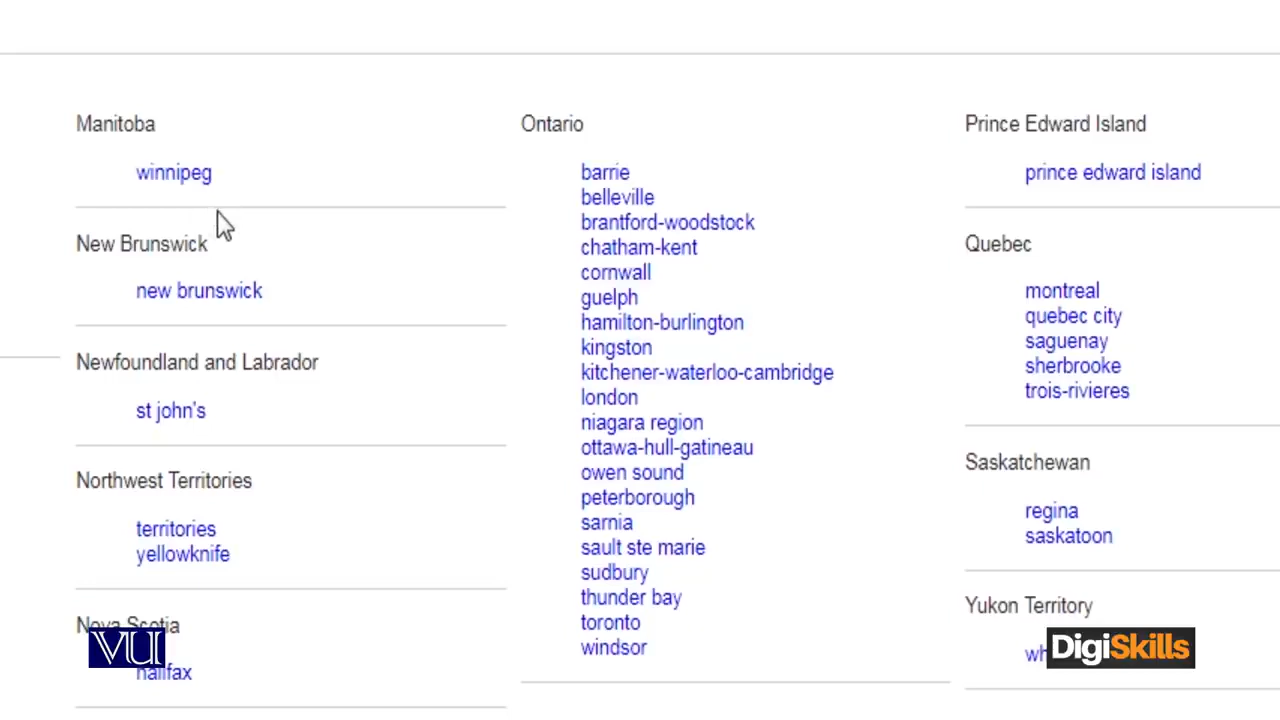 Manitoba
winnipeg
New Brunswick
new brunswick
Newfoundland and Labrador
st john's
Northwest Territories
territories
yellowknife
Nova Scotia
halifax
Ontario
barrie
belleville
brantford-woodstock
chatham-kent
cornwall
guelph
hamilton-burlington
kingston
kitchener-waterloo-cambridge
london
niagara region
ottawa-hull-gatineau
owen sound
peterborough
sarnia
sault ste marie
sudbury
thunder bay
toronto
windsor
Prince Edward Island
prince edward island
Quebec
montreal
quebec city
saguenay
sherbrooke
trois-rivieres
Saskatchewan
regina
saskatoon
Yukon Territory
VU
DigiSkills